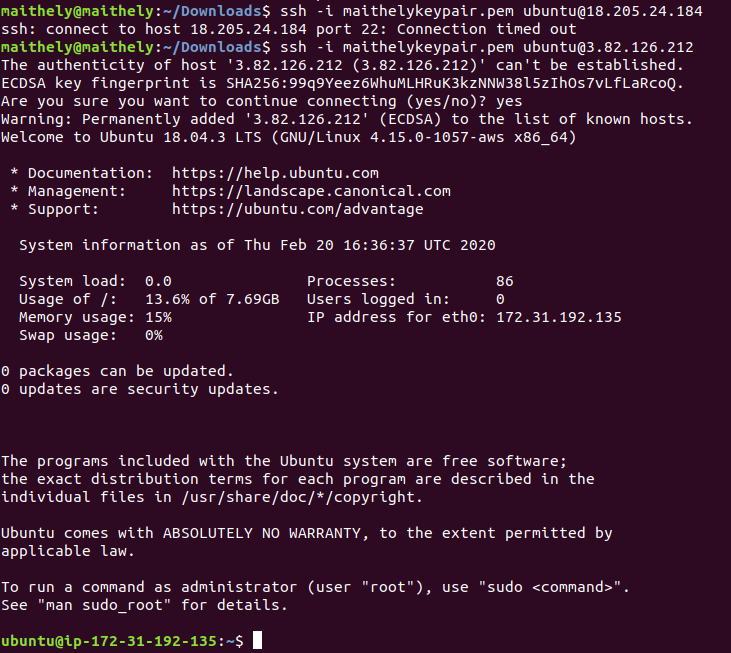 maithely@maithely:~/Downloads$ ssh -i maithelykeypair.pem ubuntu@18.205.24.184
ssh: connect to host 18.205.24.184 port 22: Connection timed out
maithely@maithely:~/Downloads$ ssh -i maithelykeypair.pem ubuntu@3.82.126.212
The authenticity of host '3.82.126.212 (3.82.126.212)' can't be established.
ECDSA key fingerprint is SHA256:99q9Yeez6WhuMLHRuK3kzNNW38l5zIhOs7vLfLaRcoQ.
Are you sure you want to continue connecting (yes/no)? yes
Warning: Permanently added '3.82.126.212' (ECDSA) to the list of known hosts.
Welcome to Ubuntu 18.04.3 LTS (GNU/Linux 4.15.0-1057-aws x86_64)
* Documentation:  https://help.ubuntu.com
* Management:     https://landscape.canonical.com
* Support:        https://ubuntu.com/advantage
System information as of Thu Feb 20 16:36:37 UTC 2020
System load:  0.0               Processes:           86
Usage of /:   13.6% of 7.69GB   Users logged in:     0
Memory usage: 15%               IP address for eth0: 172.31.192.135
Swap usage:   0%
0 packages can be updated.
0 updates are security updates.
The programs included with the Ubuntu system are free software;
the exact distribution terms for each program are described in the
individual files in /usr/share/doc/*/copyright.
Ubuntu comes with ABSOLUTELY NO WARRANTY, to the extent permitted by
applicable law.
To run a command as administrator (user "root"), use "sudo <command>".
See "man sudo_root" for details.
ubuntu@ip-172-31-192-135:~$